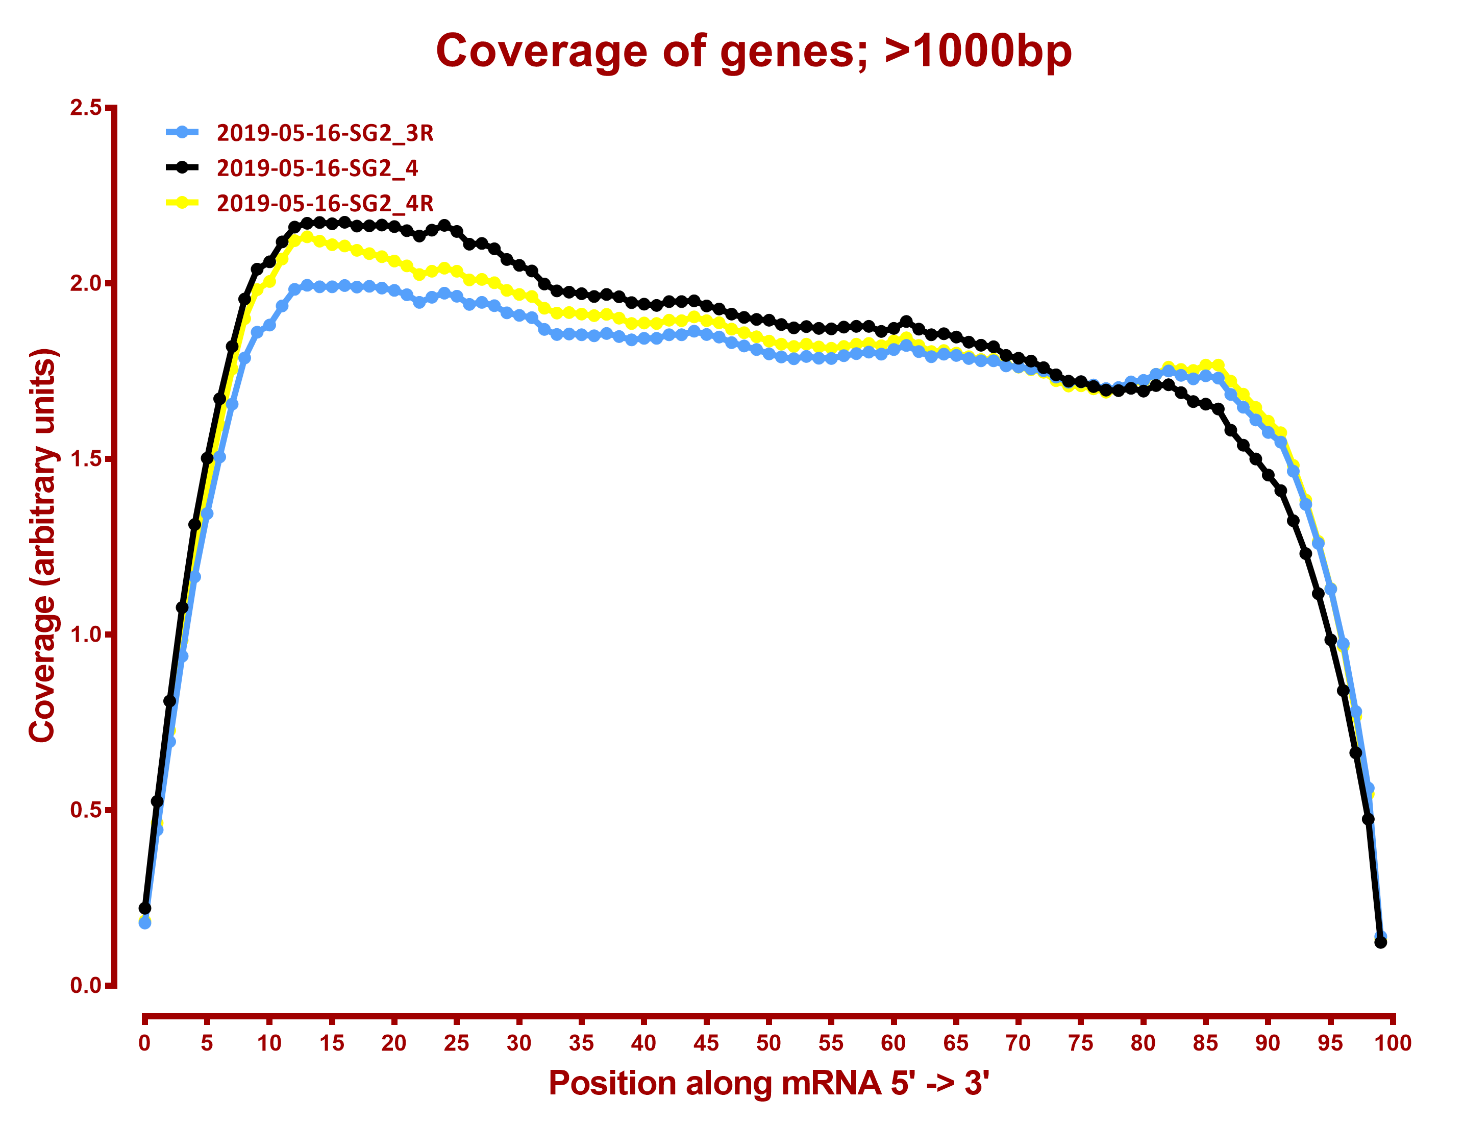 Coverage of genes; >1000bp
2019-05-16-SG2_3R
2019-05-16-SG2_4
2019-05-16-SG2_4R
Coverage (arbitrary units)
2.5
2.0
1.5
1.0
0.5
0.0
0 5 10 15 20 25 30 35 40 45 50 55 60 65 70 75 80 85 90 95 100
Position along mRNA 5' -> 3'